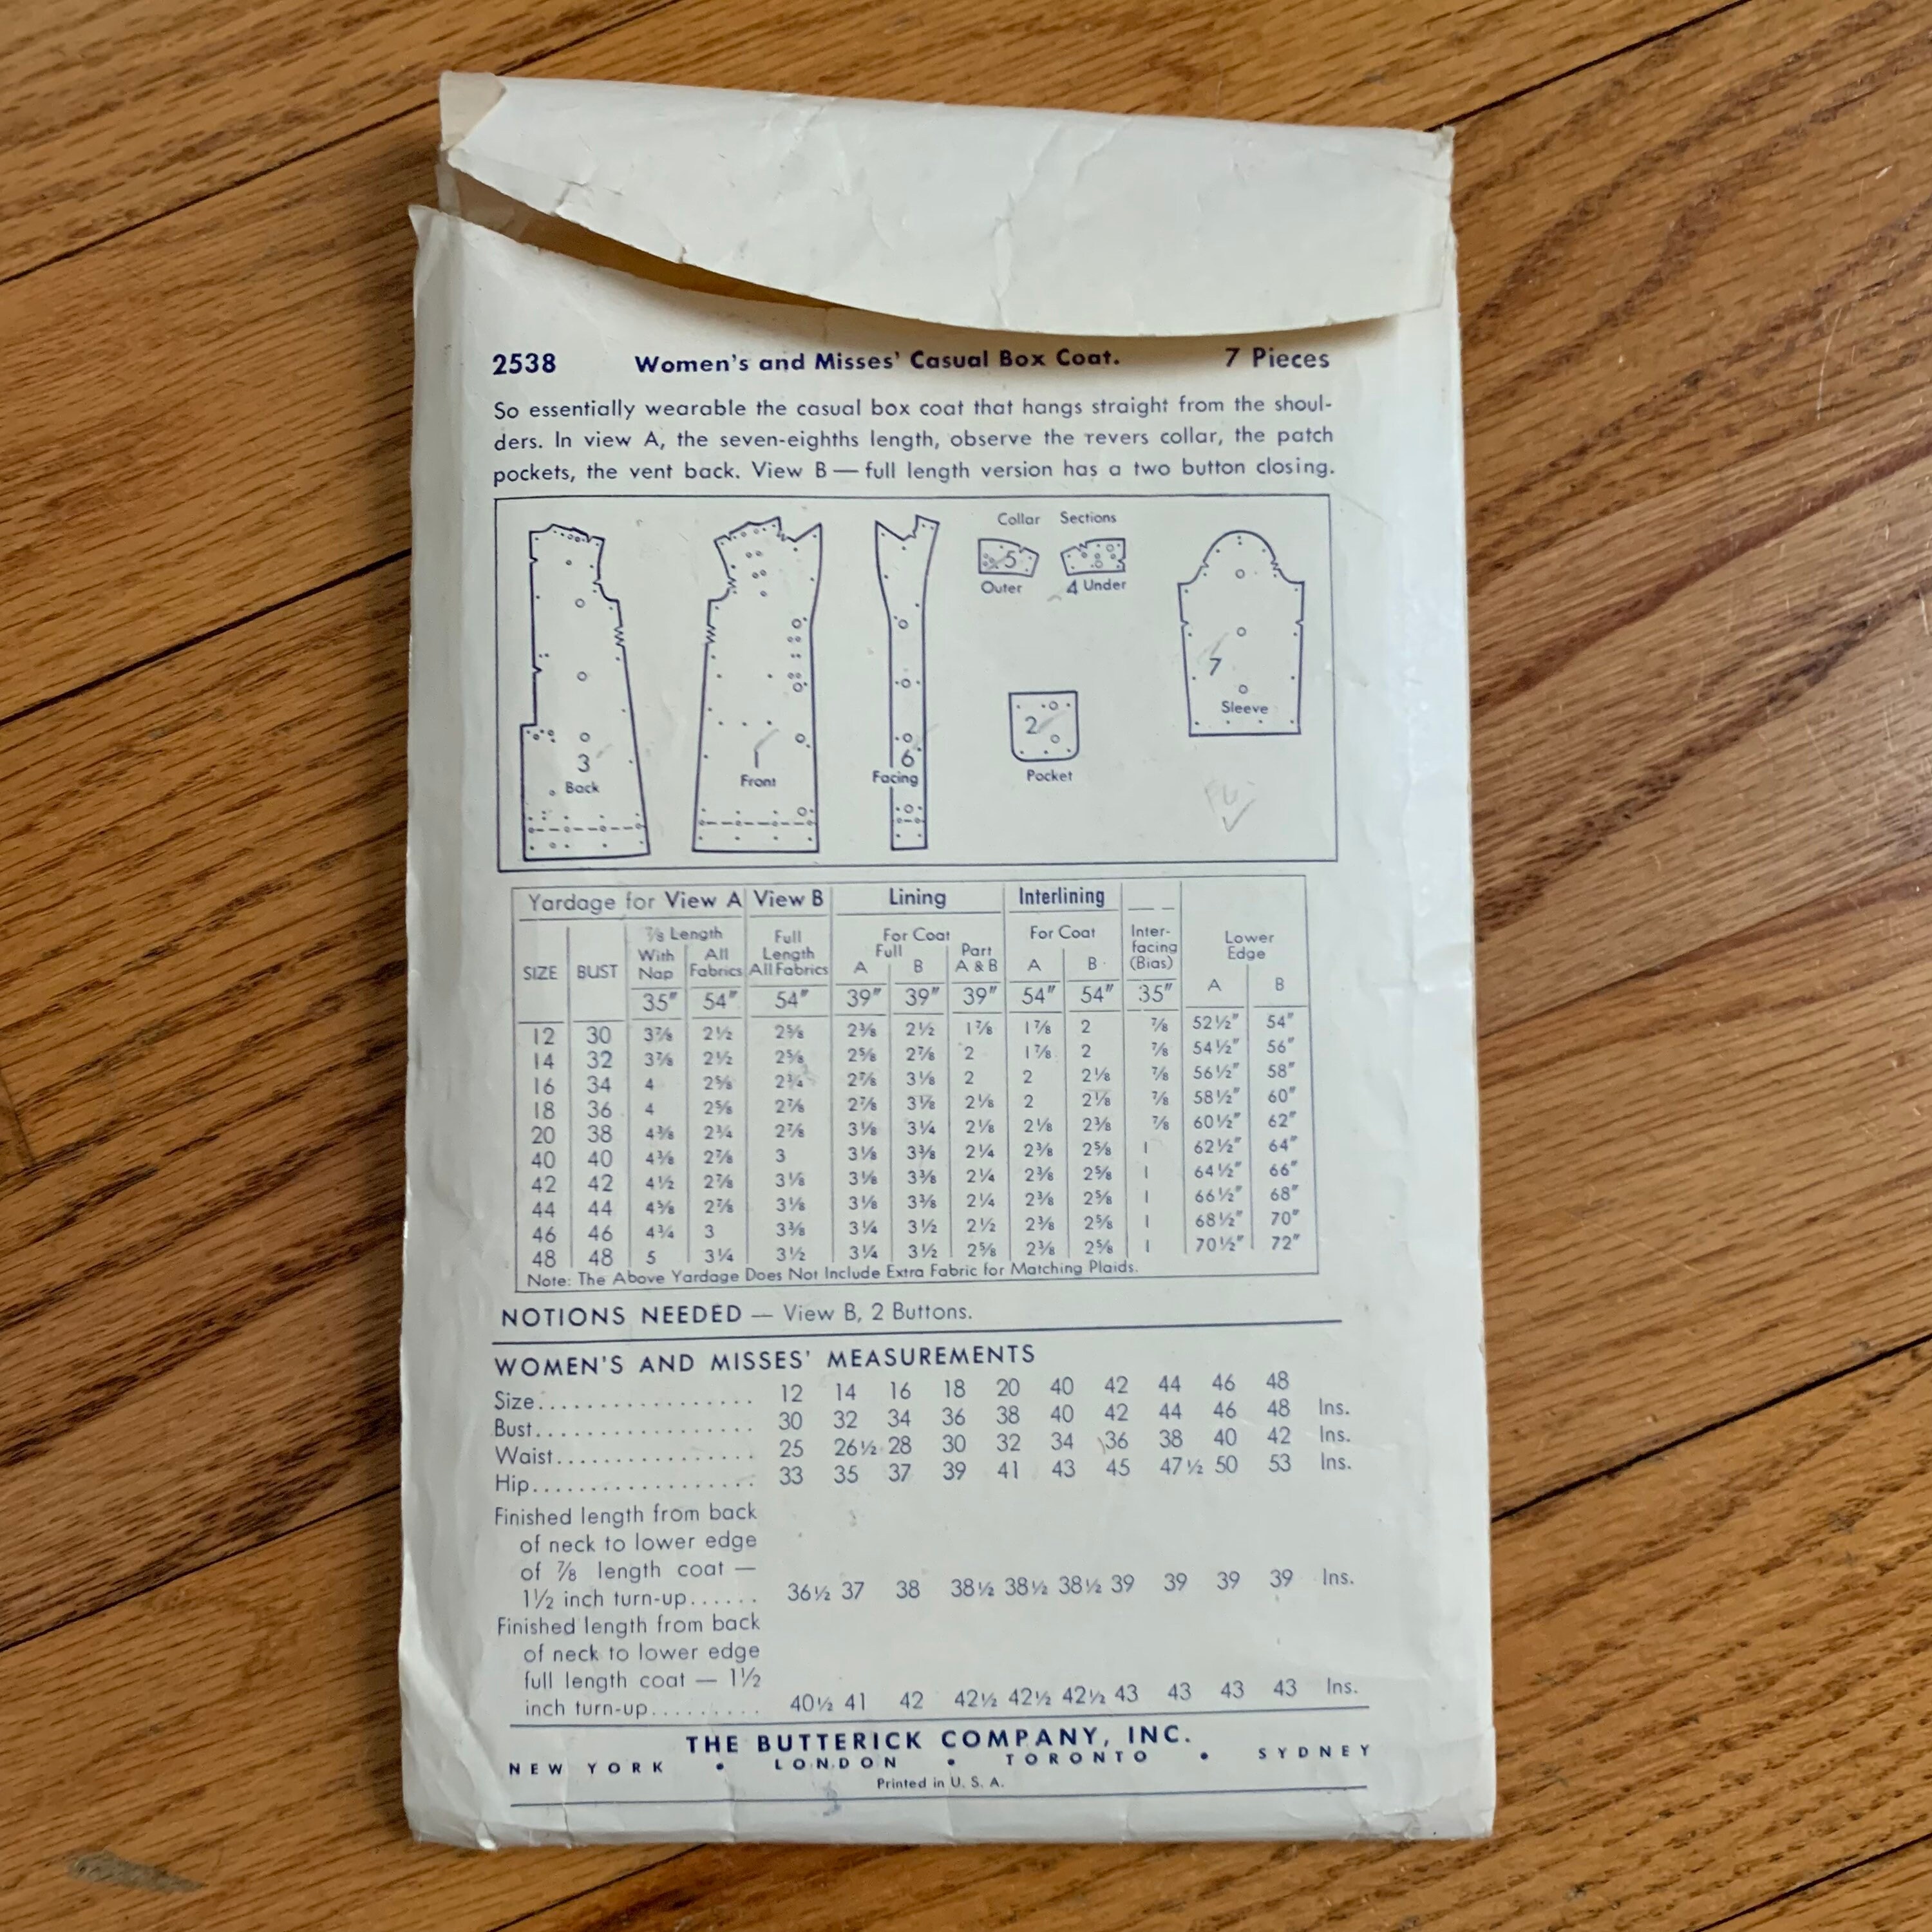 2538 Women's and Misses' Casual Box Coat. 7 Pieces
So essentially wearable the casual box coat that hangs straight from the shoul-
ders. In view A, the seven-eighths length, observe the revers collar, the patch
pockets, the vent back. View B — full length version has a two button closing.
Collar Sections
5
Outer
4 Under
3
Back
1
Front
6
Facing
2
Pocket
7
Sleeve
Yardage for View A View B Lining Interlining
⅞ Length Full For Coat For Coat Inter- Lower
With All Length Full Part facing Edge
SIZE BUST Nap Fabrics All Fabrics A B A & B A B (Bias) A B
35" 54" 54" 39" 39" 39" 54" 54" 35"
12 30 3⅞ 2½ 2⅝ 2⅜ 2½ 1⅞ 1⅞ 2 ⅞ 52½" 54"
14 32 3⅞ 2½ 2⅝ 2⅝ 2⅞ 2 1⅞ 2 ⅞ 54½" 56"
16 34 4 2⅝ 2¾ 2⅞ 3⅛ 2 2 2⅛ ⅞ 56½" 58"
18 36 4 2⅝ 2⅞ 2⅞ 3⅛ 2⅛ 2 2⅛ ⅞ 58½" 60"
20 38 4⅜ 2¾ 2⅞ 3⅛ 3¼ 2⅛ 2⅛ 2⅜ ⅞ 60½" 62"
40 40 4⅜ 2⅞ 3 3⅛ 3⅜ 2¼ 2⅜ 2⅝ 1 62½" 64"
42 42 4½ 2⅞ 3⅛ 3⅛ 3⅜ 2¼ 2⅜ 2⅝ 1 64½" 66"
44 44 4⅝ 2⅞ 3⅛ 3⅛ 3⅜ 2¼ 2⅜ 2⅝ 1 66½" 68"
46 46 4¾ 3 3⅜ 3¼ 3½ 2½ 2⅜ 2⅝ 1 68½" 70"
48 48 5 3¼ 3½ 3¼ 3½ 2⅝ 2⅜ 2⅝ 1 70½" 72"
Note: The Above Yardage Does Not Include Extra Fabric for Matching Plaids.
NOTIONS NEEDED — View B, 2 Buttons.
WOMEN'S AND MISSES' MEASUREMENTS
Size................. 12 14 16 18 20 40 42 44 46 48
Bust................. 30 32 34 36 38 40 42 44 46 48 Ins.
Waist................ 25 26½ 28 30 32 34 36 38 40 42 Ins.
Hip.................. 33 35 37 39 41 43 45 47½ 50 53 Ins.
Finished length from back
of neck to lower edge
of ⅞ length coat —
1½ inch turn-up...... 36½ 37 38 38½ 38½ 38½ 39 39 39 39 Ins.
Finished length from back
of neck to lower edge
full length coat — 1½
inch turn-up......... 40½ 41 42 42½ 42½ 42½ 43 43 43 43 Ins.
THE BUTTERICK COMPANY, INC.
NEW YORK • LONDON • TORONTO • SYDNEY
Printed in U. S. A.